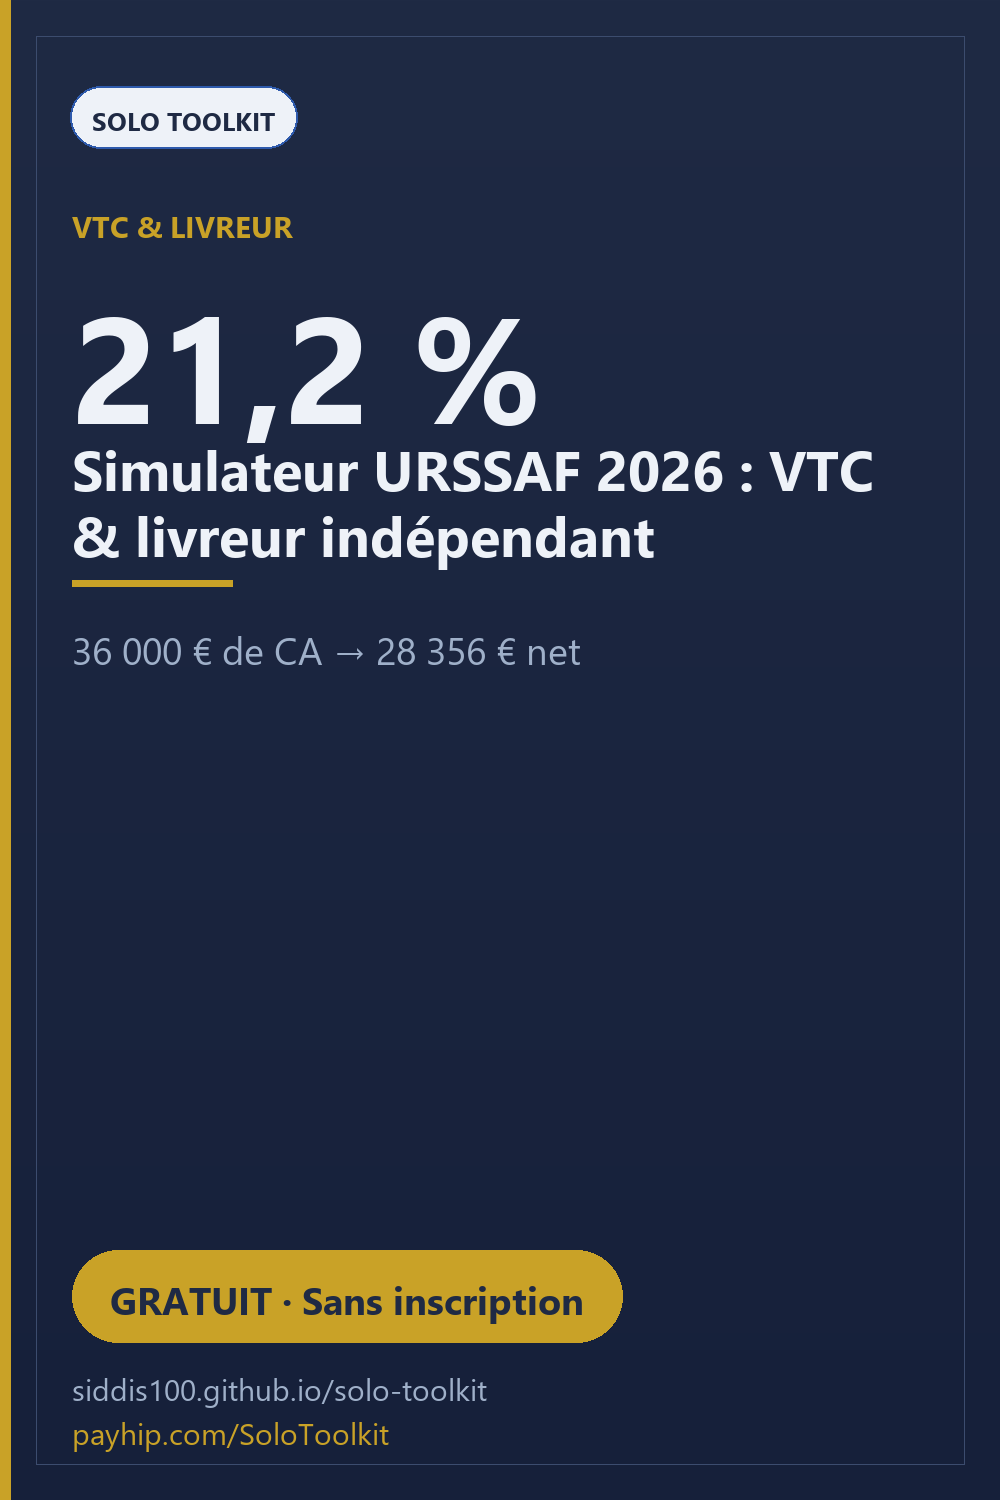 SOLO TOOLKIT
VTC & LIVREUR
21,2 %
Simulateur URSSAF 2026 : VTC
& livreur indépendant
36 000 € de CA → 28 356 € net
GRATUIT · Sans inscription
siddis100.github.io/solo-toolkit
payhip.com/SoloToolkit